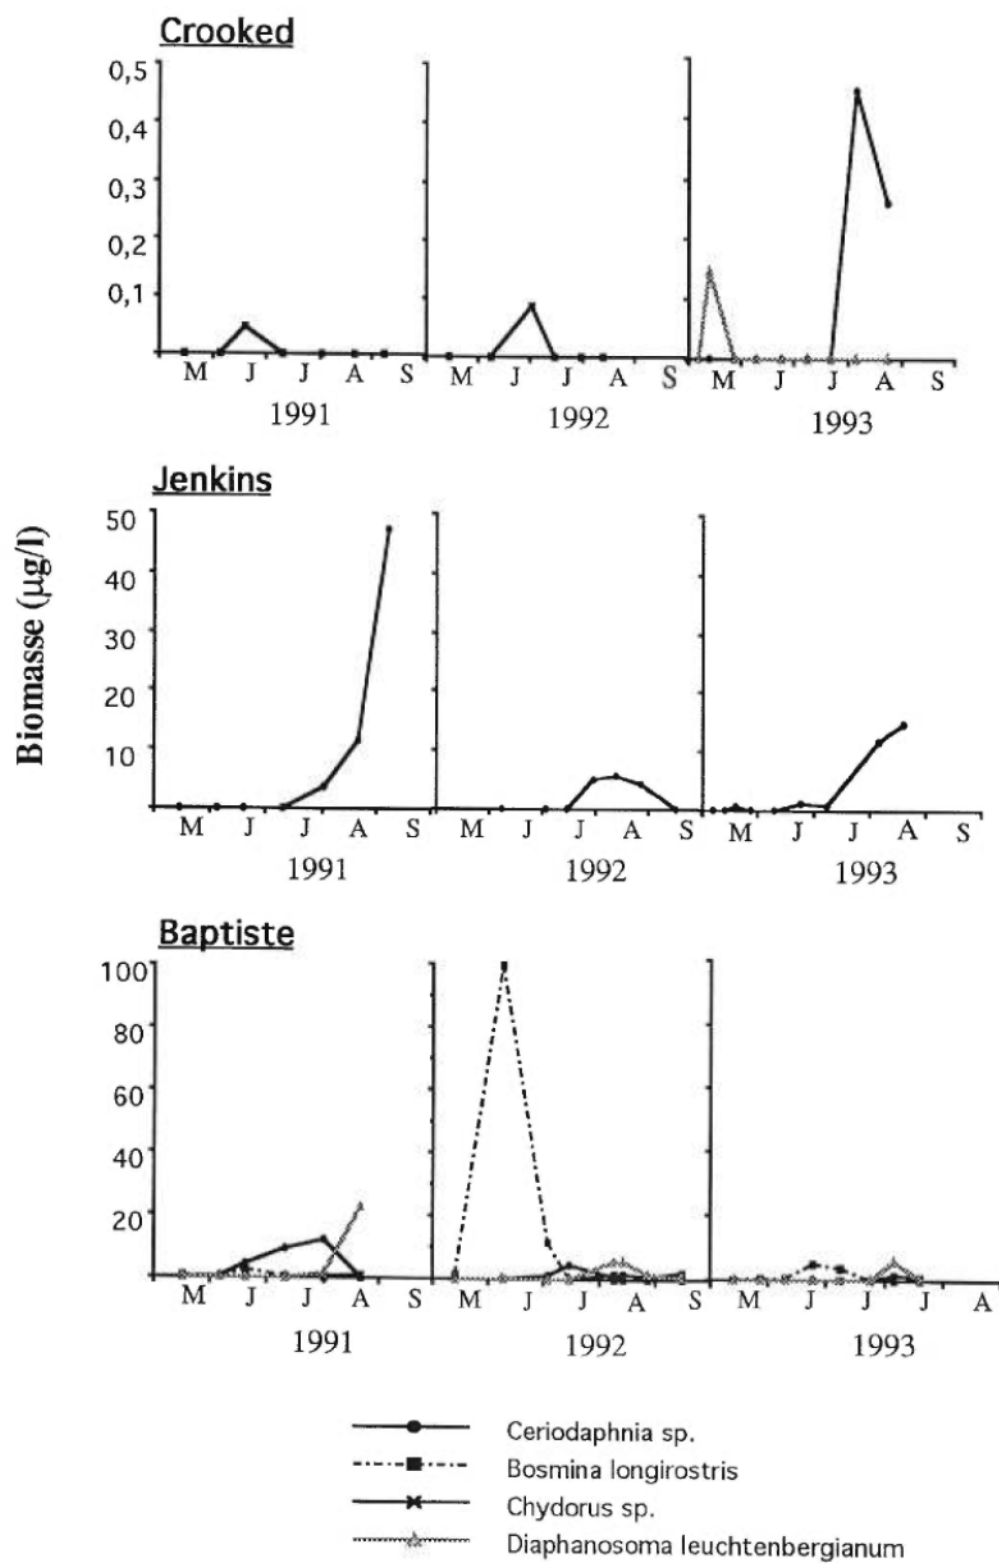 Crooked
0,5
0,4
0,3
0,2
0,1
M J J A S M J J A S M J J A S
1991 1992 1993
Biomasse (µg/l)
Jenkins
50
40
30
20
10
M J J A S M J J A S M J J A S
1991 1992 1993
Baptiste
100
80
60
40
20
M J J A S M J J A S M J J A
1991 1992 1993
Ceriodaphnia sp.
Bosmina longirostris
Chydorus sp.
Diaphanosoma leuchtenbergianum